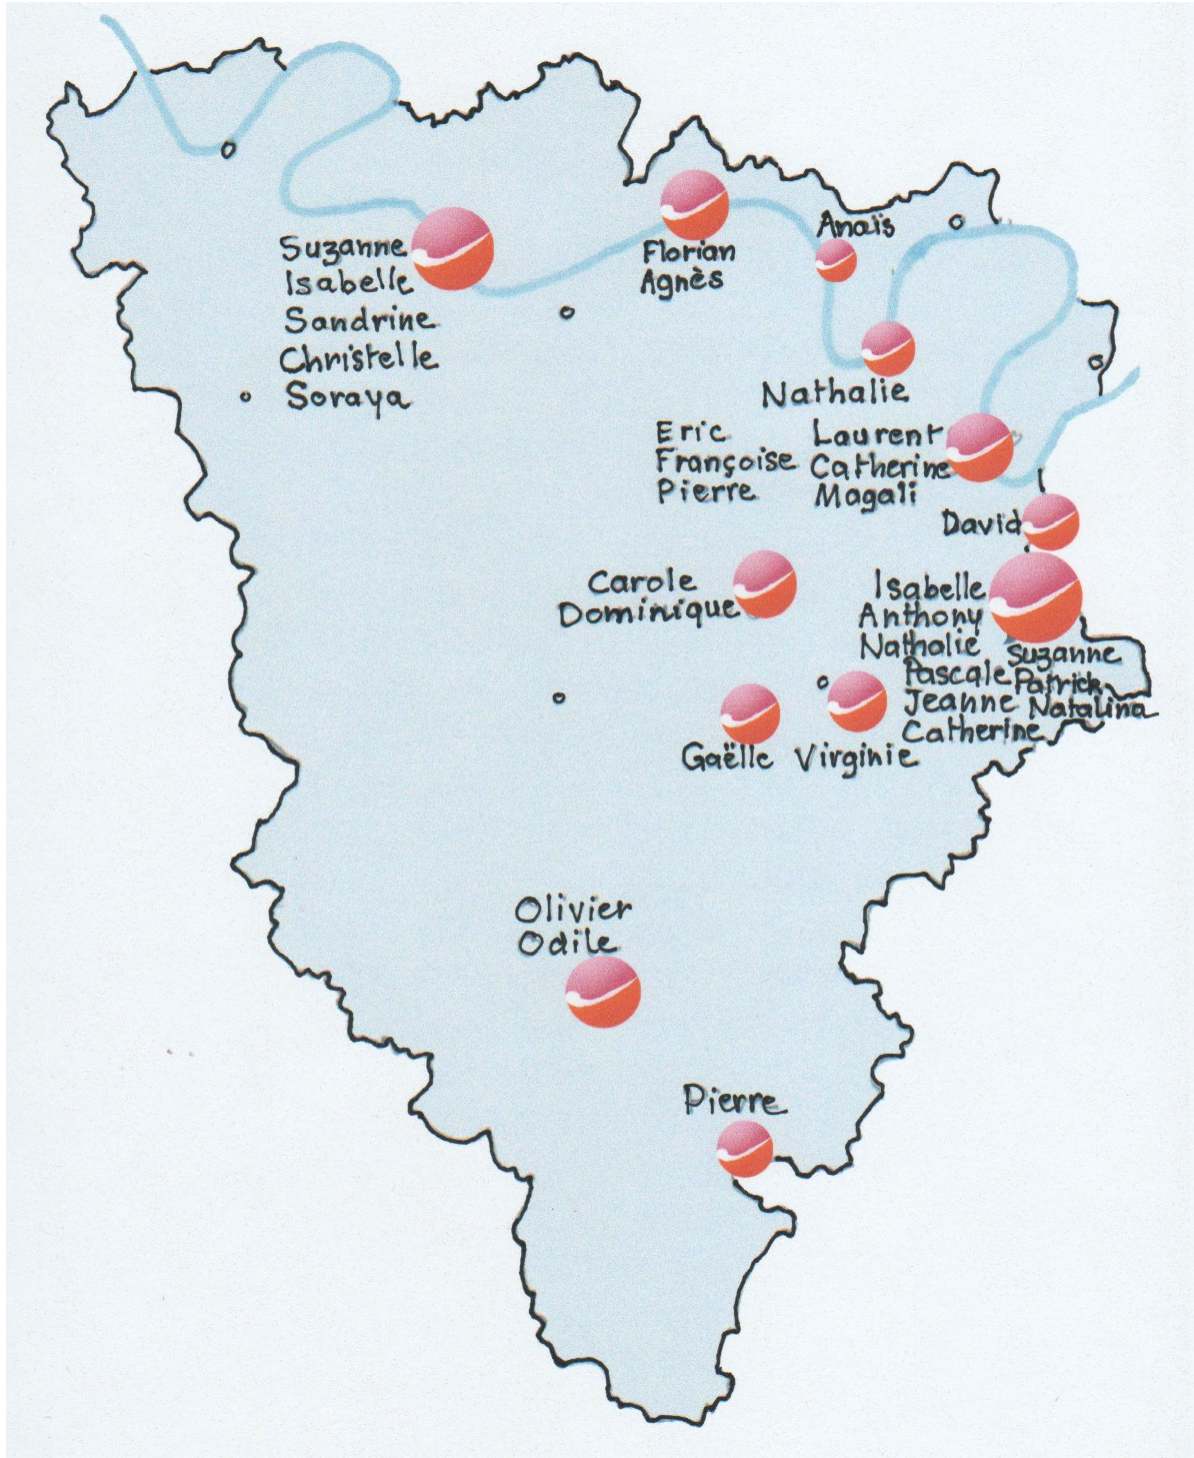 Anaïs
Suzanne
Isabelle
Sandrine
Christelle
Soraya
Florian
Agnès
Nathalie
Eric
Françoise
Pierre
Laurent
Catherine
Magali
David
Carole
Dominique
Isabelle
Anthony
Nathalie
Pascale
Jeanne
Catherine
Suzanne
Patrick
Natalina
Gaëlle
Virginie
Olivier
Odile
Pierre